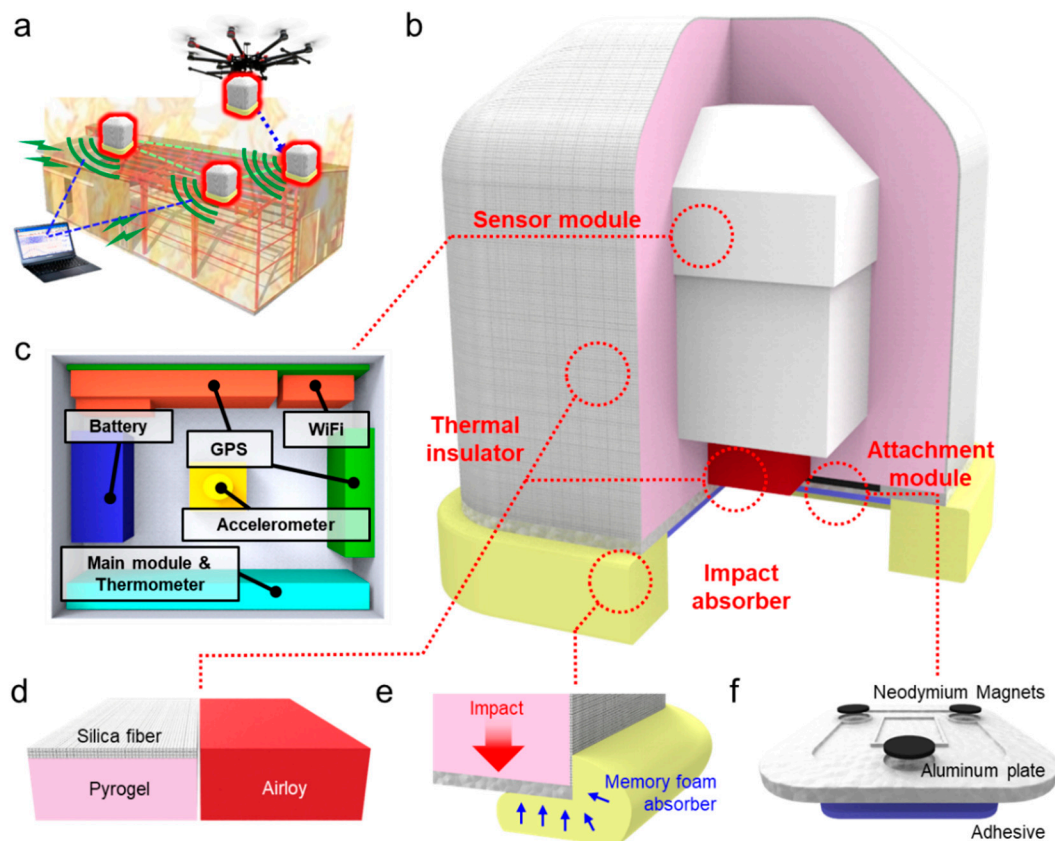 a
b
Sensor module
Thermal
insulator
Attachment
module
Impact
absorber
c
Battery
GPS
WiFi
Accelerometer
Main module &
Thermometer
d
Silica fiber
Pyrogel
Airloy
e
Impact
Memory foam
absorber
f
Neodymium Magnets
Aluminum plate
Adhesive